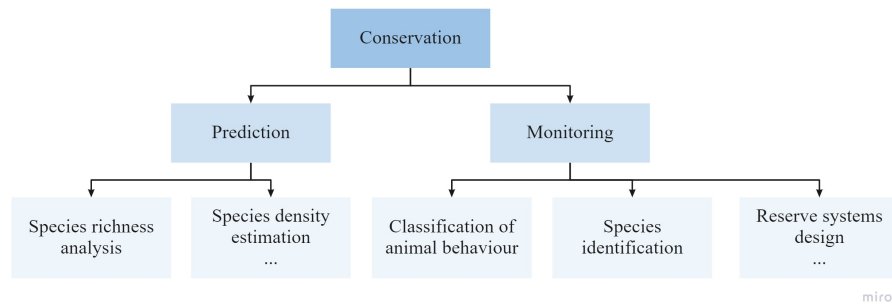 Conservation
Prediction
Monitoring
Species richness
analysis
Species density
estimation
...
Classification of
animal behaviour
Species
identification
Reserve systems
design
...
miro